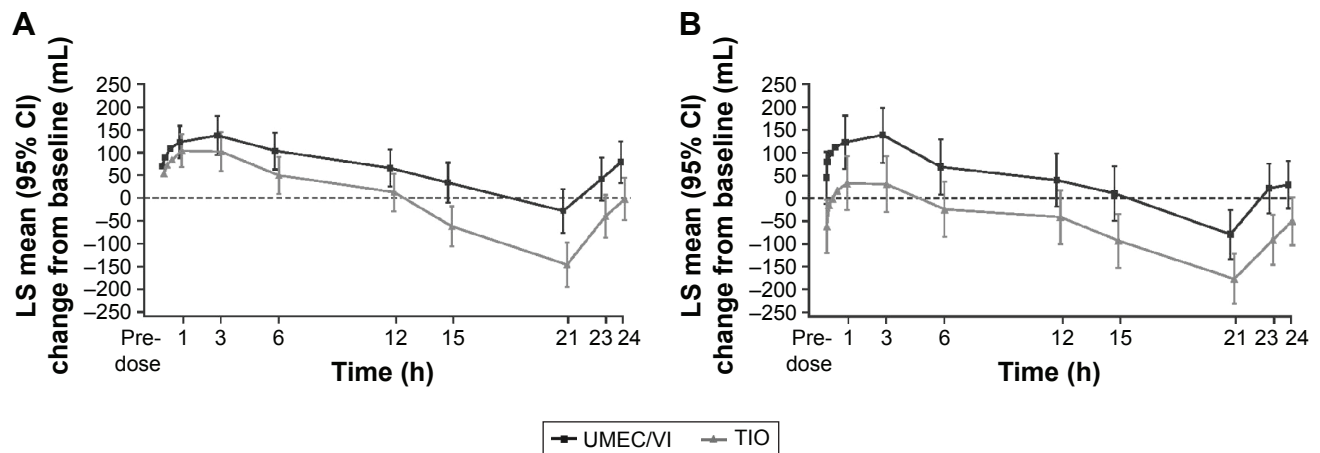 A
LS mean (95% CI)
change from baseline (mL)
250
200
150
100
50
0
–50
–100
–150
–200
–250
Pre-
dose
1
3
6
12
15
21
23
24
Time (h)
B
LS mean (95% CI)
change from baseline (mL)
250
200
150
100
50
0
–50
–100
–150
–200
–250
Pre-
dose
1
3
6
12
15
21
23
24
Time (h)
UMEC/VI
TIO